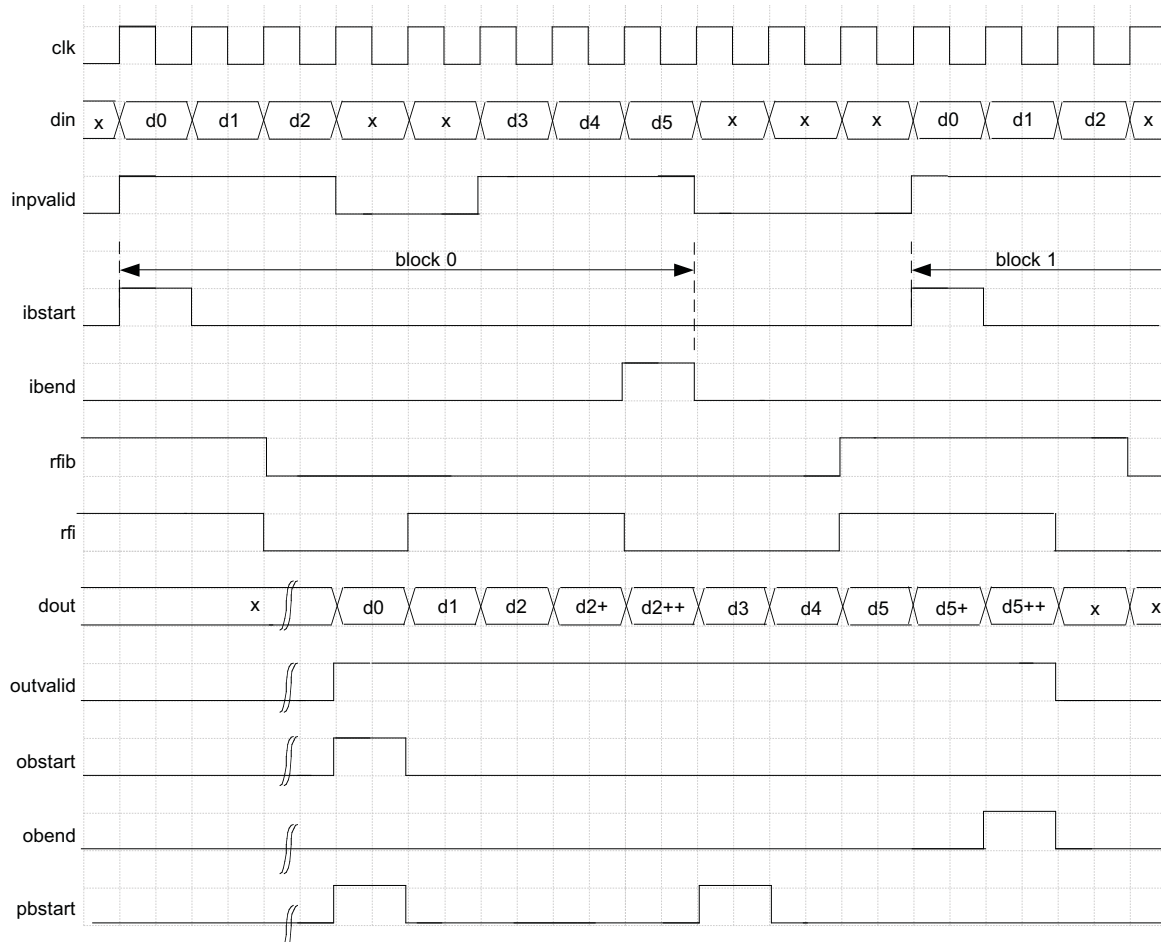 clk
din x d0 d1 d2 x x d3 d4 d5 x x x d0 d1 d2 x
inpvalid
block 0 block 1
ibstart
ibend
rfib
rfi
dout x d0 d1 d2 d2+ d2++ d3 d4 d5 d5+ d5++ x x
outvalid
obstart
obend
pbstart